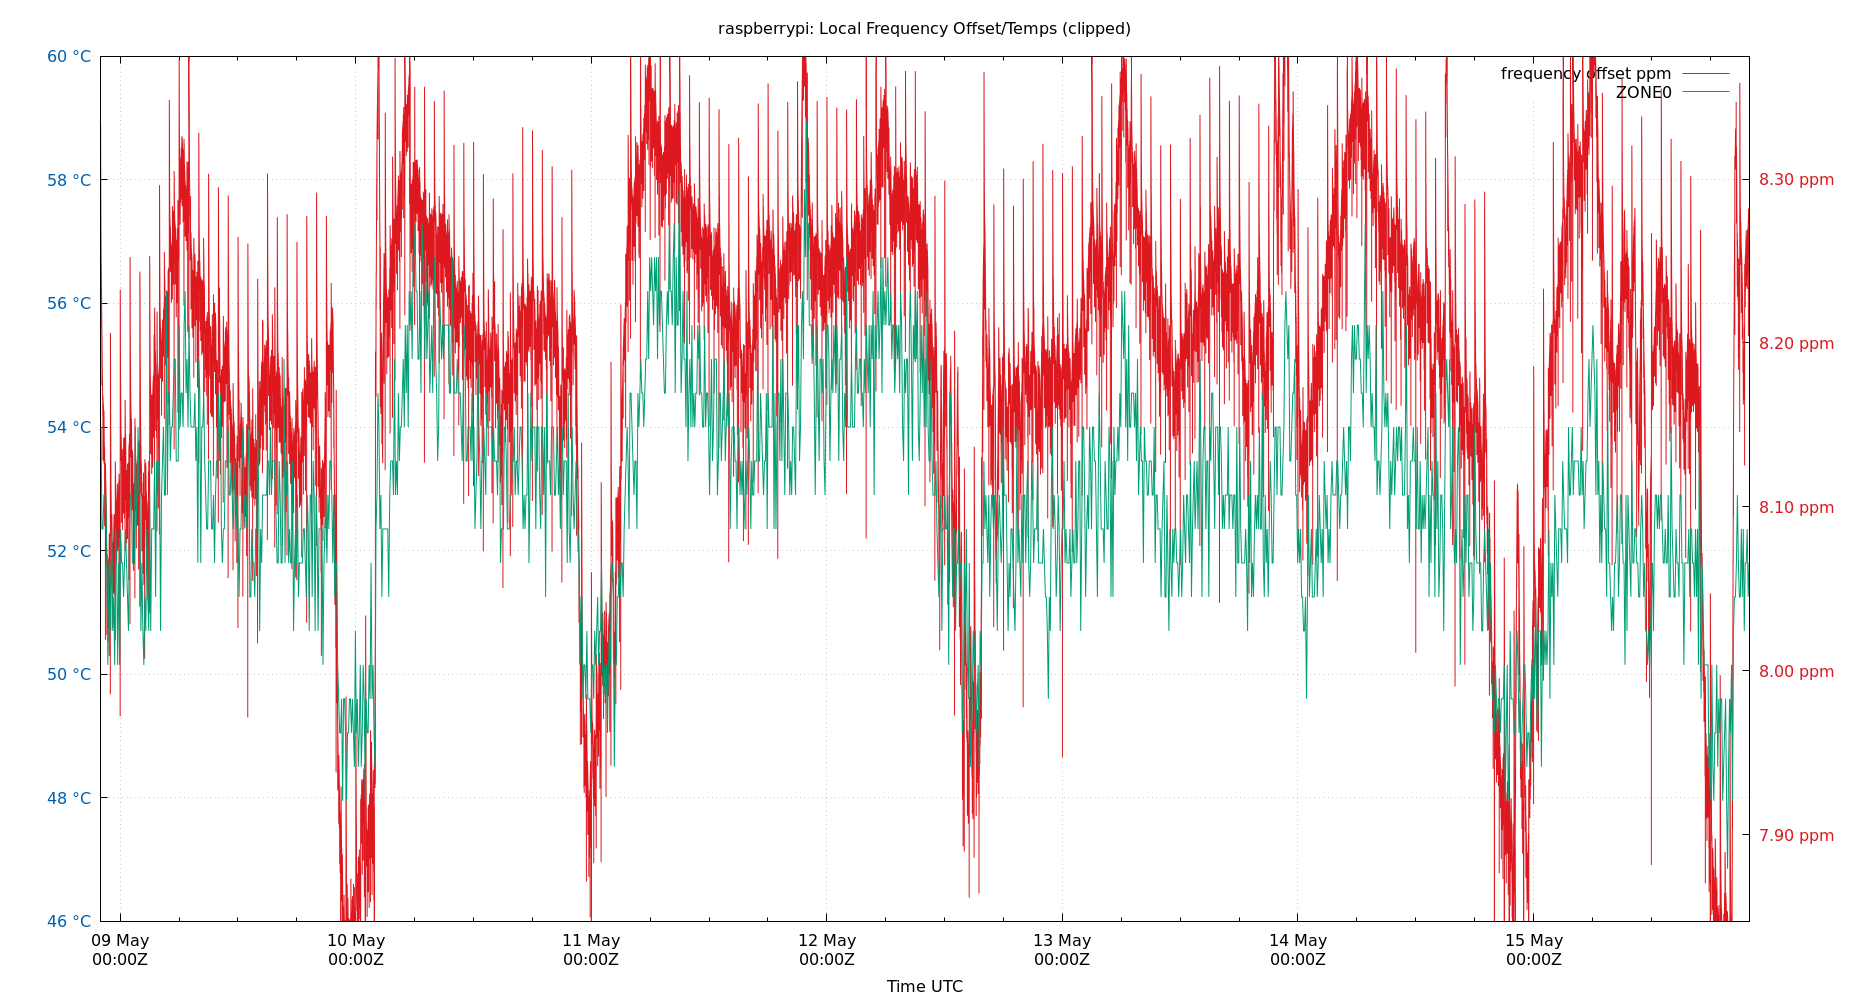 raspberrypi: Local Frequency Offset/Temps (clipped)
60 °C
58 °C
56 °C
54 °C
52 °C
50 °C
48 °C
46 °C
frequency offset ppm
ZONE0
8.30 ppm
8.20 ppm
8.10 ppm
8.00 ppm
7.90 ppm
09 May
00:00Z
10 May
00:00Z
11 May
00:00Z
12 May
00:00Z
13 May
00:00Z
14 May
00:00Z
15 May
00:00Z
Time UTC